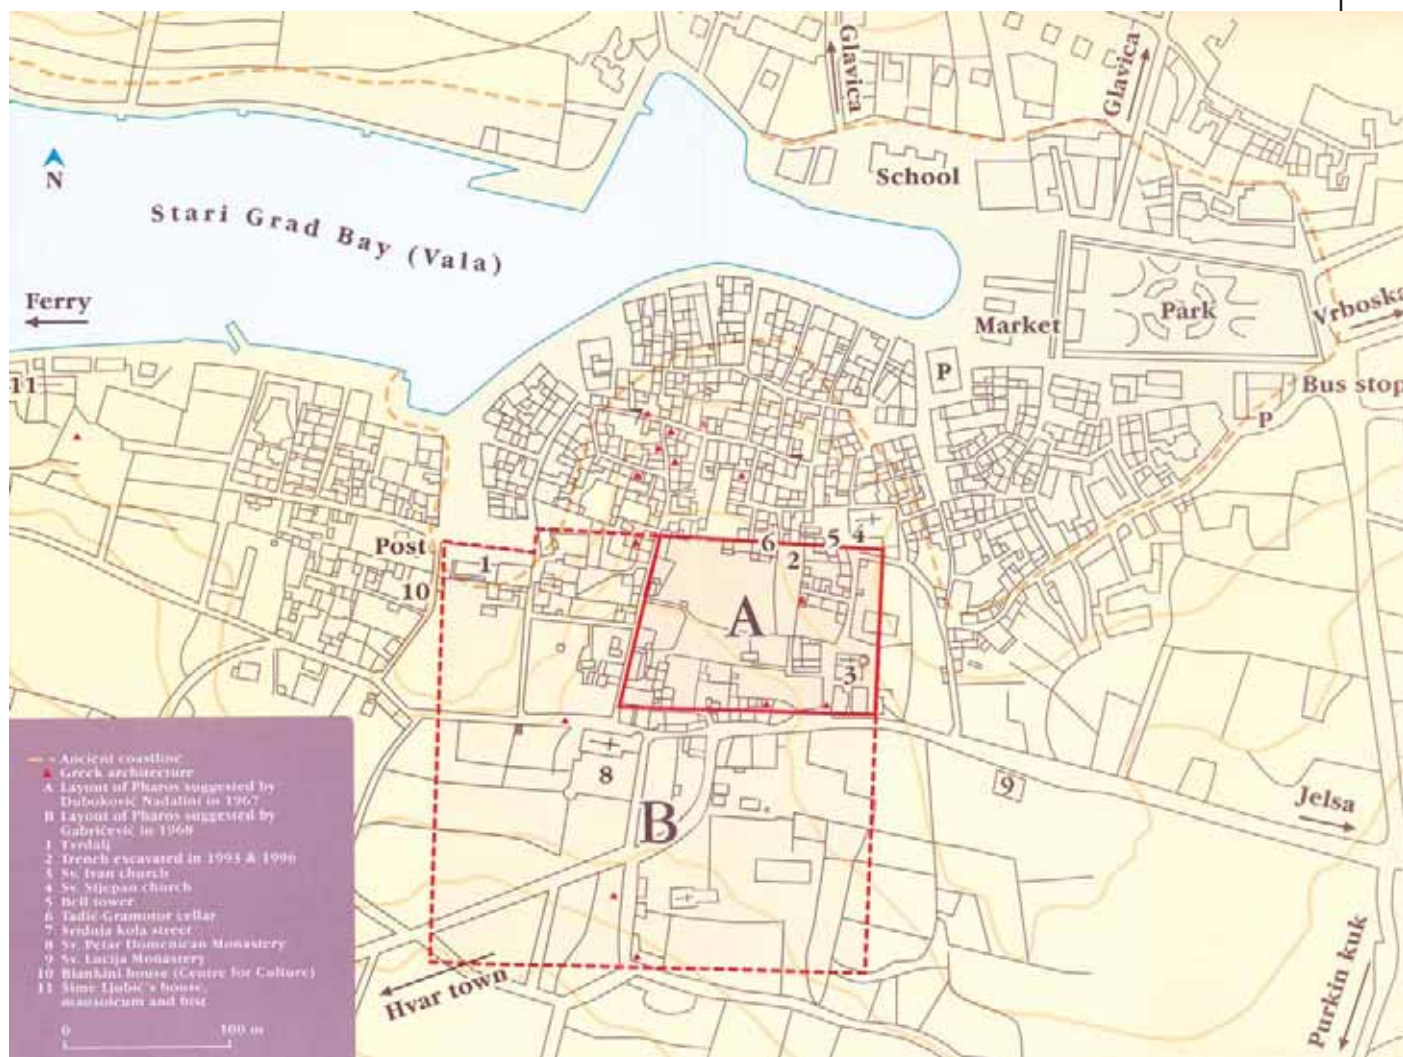 Glavica
Glavica
School
N
Stari Grad Bay (Vala)
Ferry
Park
Market
Vrboska
P
Bus stop
11
P
7
7
Post
1
6
2
5
4
10
A
3
8
B
9
Jelsa
Hvar town
Purkin kuk
= Ancient coastline
Greek architecture
A Layout of Pharos suggested by
Duboković Nadalini in 1967
B Layout of Pharos suggested by
Gabričević in 1968
1 Tvrdalj
2 Trench excavated in 1993 & 1996
3 Sv. Ivan church
4 Sv. Stjepan church
5 Bell tower
6 Tadić-Gramotor cellar
7 Sridnja kola street
8 Sv. Petar Domenican Monastery
9 Sv. Lucija Monastery
10 Biankini house (Centre for Culture)
11 Šime Ljubić's house,
mausoleum and bist
0 100 m